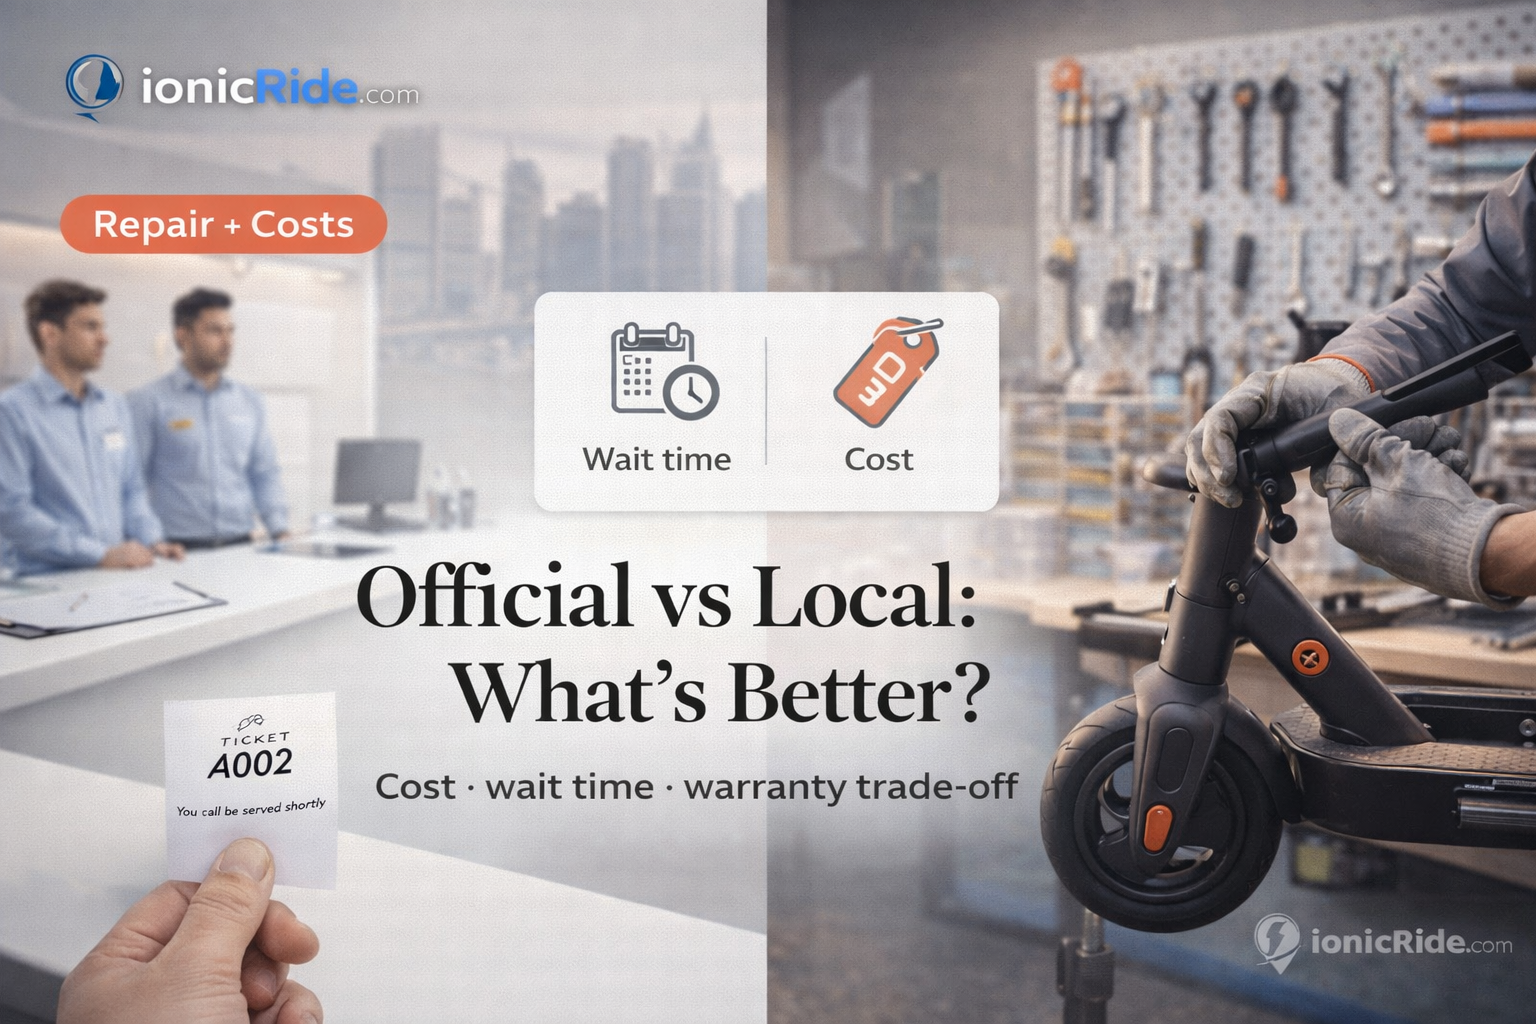 ionicRide.com
Repair + Costs
Wait time
Cost
Official vs Local:
What's Better?
Cost · wait time · warranty trade-off
TICKET
A002
You call be served shortly
ionicRide.com